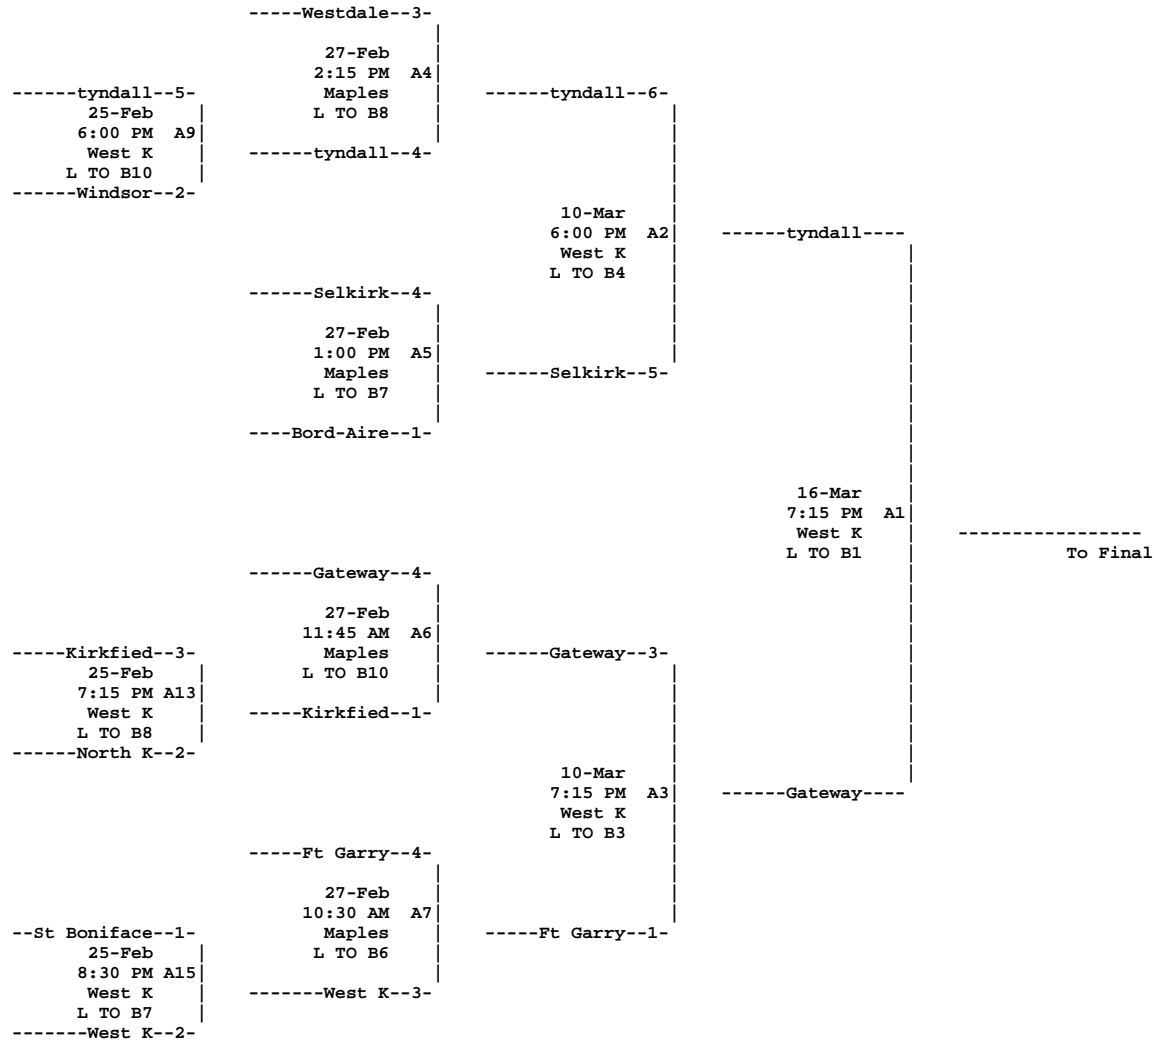 -----Westdale--3-
27-Feb
2:15 PM A4
------tyndall--5- Maples ------tyndall--6-
25-Feb L TO B8
6:00 PM A9
West K -----tyndall--4-
L TO B10
------Windsor--2-
10-Mar
6:00 PM A2 ------tyndall----
West K
L TO B4
------Selkirk--4-
27-Feb
1:00 PM A5
Maples ------Selkirk--5-
L TO B7
----Bord-Aire--1-
16-Mar
7:15 PM A1
West K -----------------
L TO B1 To Final
------Gateway--4-
27-Feb
11:45 AM A6
-----Kirkfied--3- Maples ------Gateway--3-
25-Feb L TO B10
7:15 PM A13
West K -----Kirkfied--1-
L TO B8
------North K--2-
10-Mar
7:15 PM A3 ------Gateway----
West K
L TO B3
-----Ft Garry--4-
27-Feb
10:30 AM A7
--St Boniface--1- Maples -----Ft Garry--1-
25-Feb L TO B6
8:30 PM A15
West K -------West K--3-
L TO B7
-------West K--2-